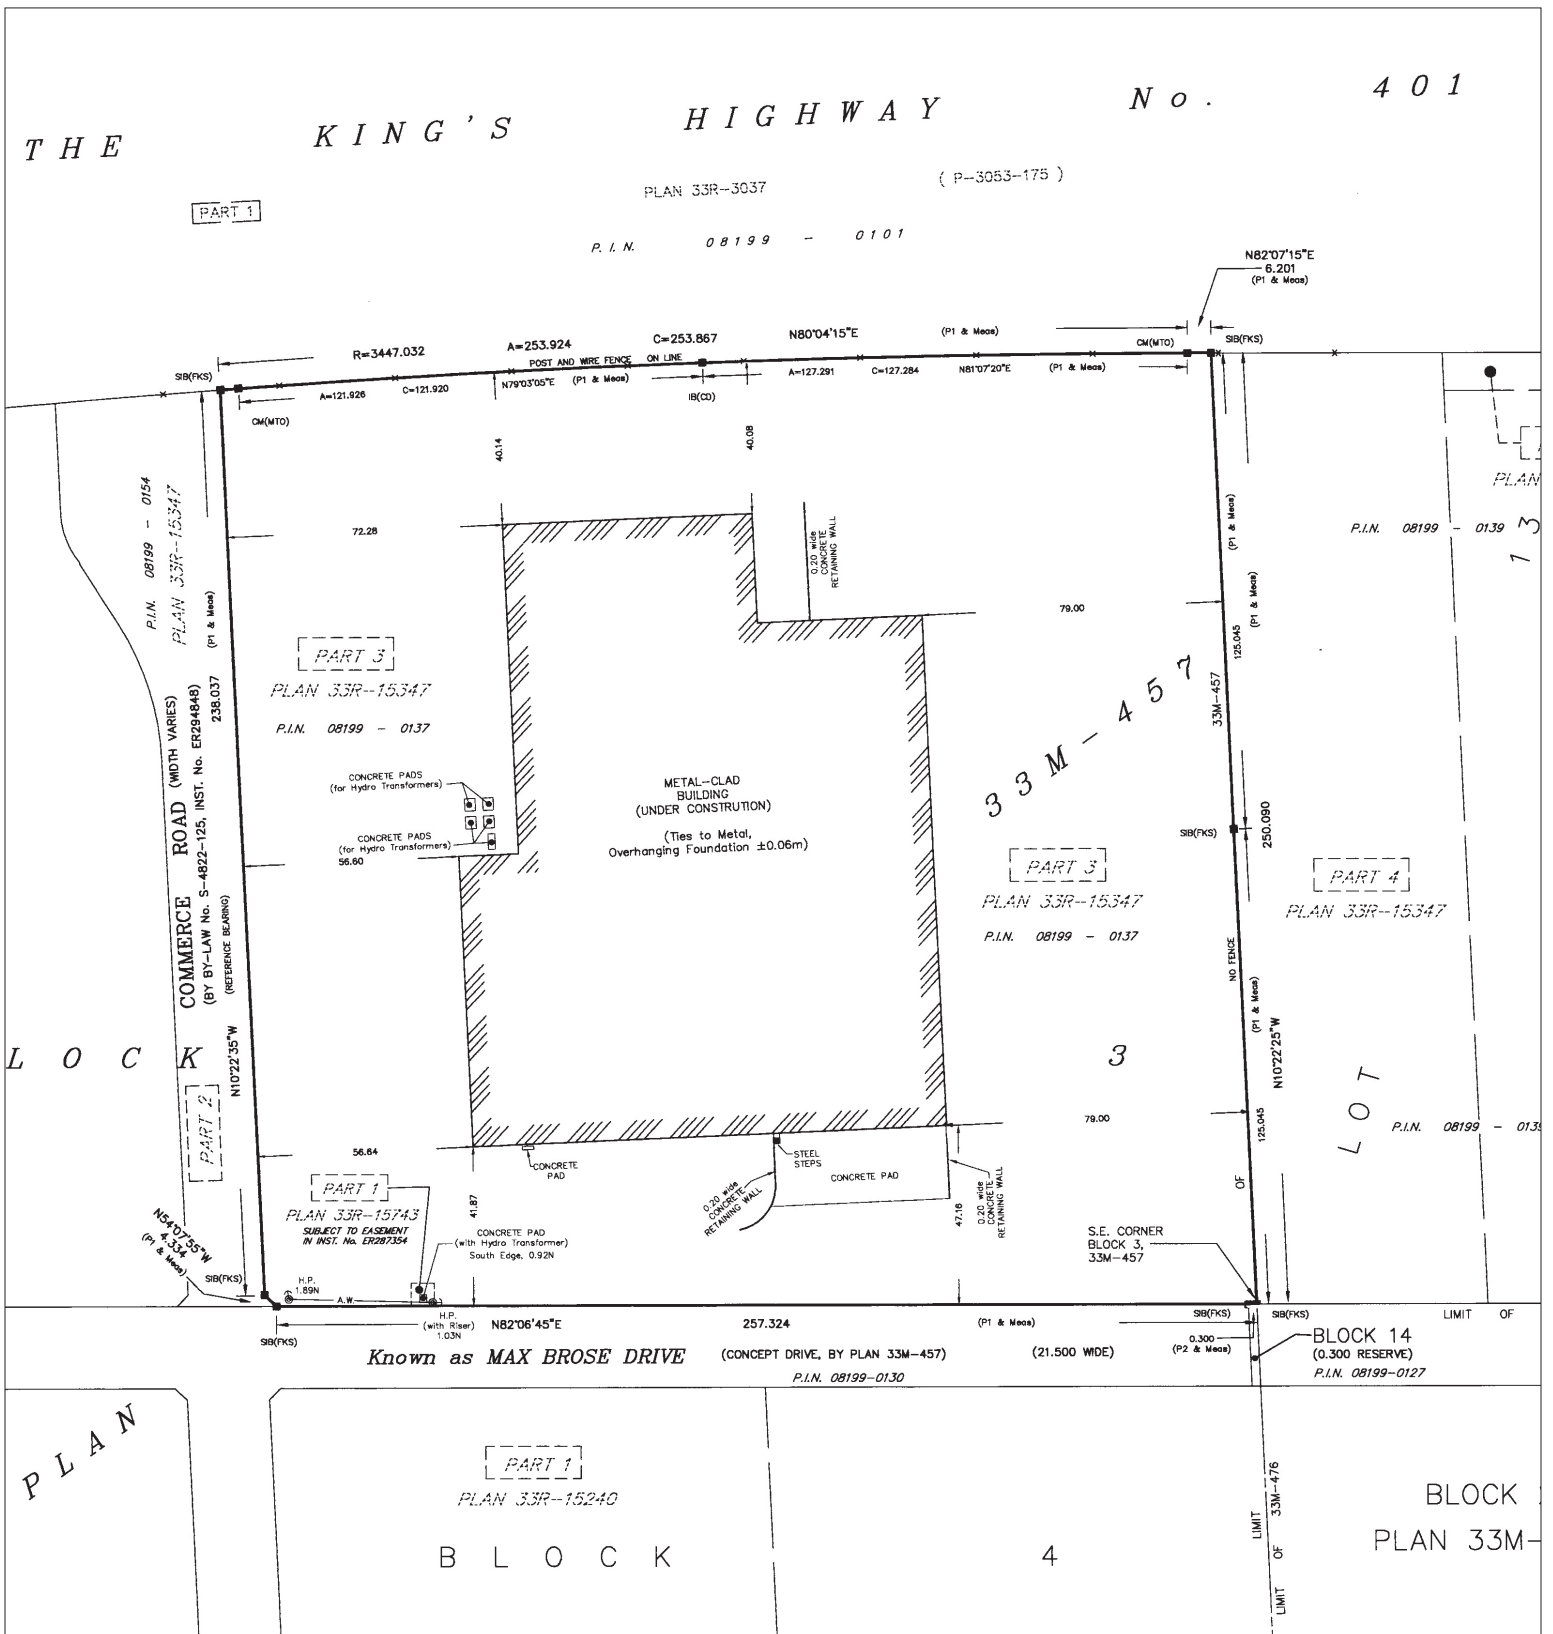 THE KING'S HIGHWAY No. 401
PLAN 33R-3037
( P-3053-175 )
PART 1
P. I. N. 08199 - 0101
N82°07'15"E
6.201
(P1 & Meas)
R=3447.032
A=253.924
C=253.867
N80°04'15"E
(P1 & Meas)
CM(MTO)
SIB(FKS)
SIB(FKS)
POST AND WIRE FENCE ON LINE
A=121.926
C=121.920
N79°03'05"E
(P1 & Meas)
A=127.291
C=127.284
N81°07'20"E
(P1 & Meas)
CM(MTO)
IB(CD)
40.14
40.08
P.I.N. 08199 - 0154
PLAN 33R-15347
(P1 & Meas)
238.037
72.28
0.20 wide
CONCRETE
RETAINING WALL
(P1 & Meas)
(P1 & Meas)
PLAN
P.I.N. 08199 - 0139
13
79.00
125.045
33M-457
PART 3
PLAN 33R-15347
P.I.N. 08199 - 0137
33M-457
COMMERCE ROAD (WIDTH VARIES)
(BY BY-LAW No. S-4822-125, INST. No. ER294848)
(REFERENCE BEARING)
CONCRETE PADS
(for Hydro Transformers)
CONCRETE PADS
(for Hydro Transformers)
56.60
METAL-CLAD
BUILDING
(UNDER CONSTRUTION)
(Ties to Metal,
Overhanging Foundation ±0.06m)
SIB(FKS)
250.090
PART 3
PLAN 33R-15347
P.I.N. 08199 - 0137
PART 4
PLAN 33R-15347
NO FENCE
(P1 & Meas)
LOCK
N10°22'35"W
3
N10°22'25"W
PART 2
LOT
79.00
125.045
P.I.N. 08199 -
56.64
CONCRETE
PAD
STEEL
STEPS
CONCRETE PAD
PART 1
PLAN 33R-15743
SUBJECT TO EASEMENT
IN INST. No. ER287354
41.87
0.20 wide
CONCRETE
RETAINING WALL
47.16
0.20 wide
CONCRETE
RETAINING WALL
OF
N54°07'55"W
4.334
(P1 & Meas)
CONCRETE PAD
(with Hydro Transformer)
South Edge, 0.92N
S.E. CORNER
BLOCK 3,
33M-457
SIB(FKS)
H.P.
1.89N
A.W.
H.P.
(with Riser)
1.03N
SIB(FKS)
N82°06'45"E
257.324
(P1 & Meas)
SIB(FKS)
SIB(FKS)
LIMIT OF
0.300
(P2 & Meas)
BLOCK 14
(0.300 RESERVE)
P.I.N. 08199-0127
Known as MAX BROSE DRIVE
(CONCEPT DRIVE, BY PLAN 33M-457)
(21.500 WIDE)
P.I.N. 08199-0130
PLAN
PART 1
PLAN 33R-15240
BLOCK 4
LIMIT OF 33M-476
LIMIT
BLOCK
PLAN 33M-